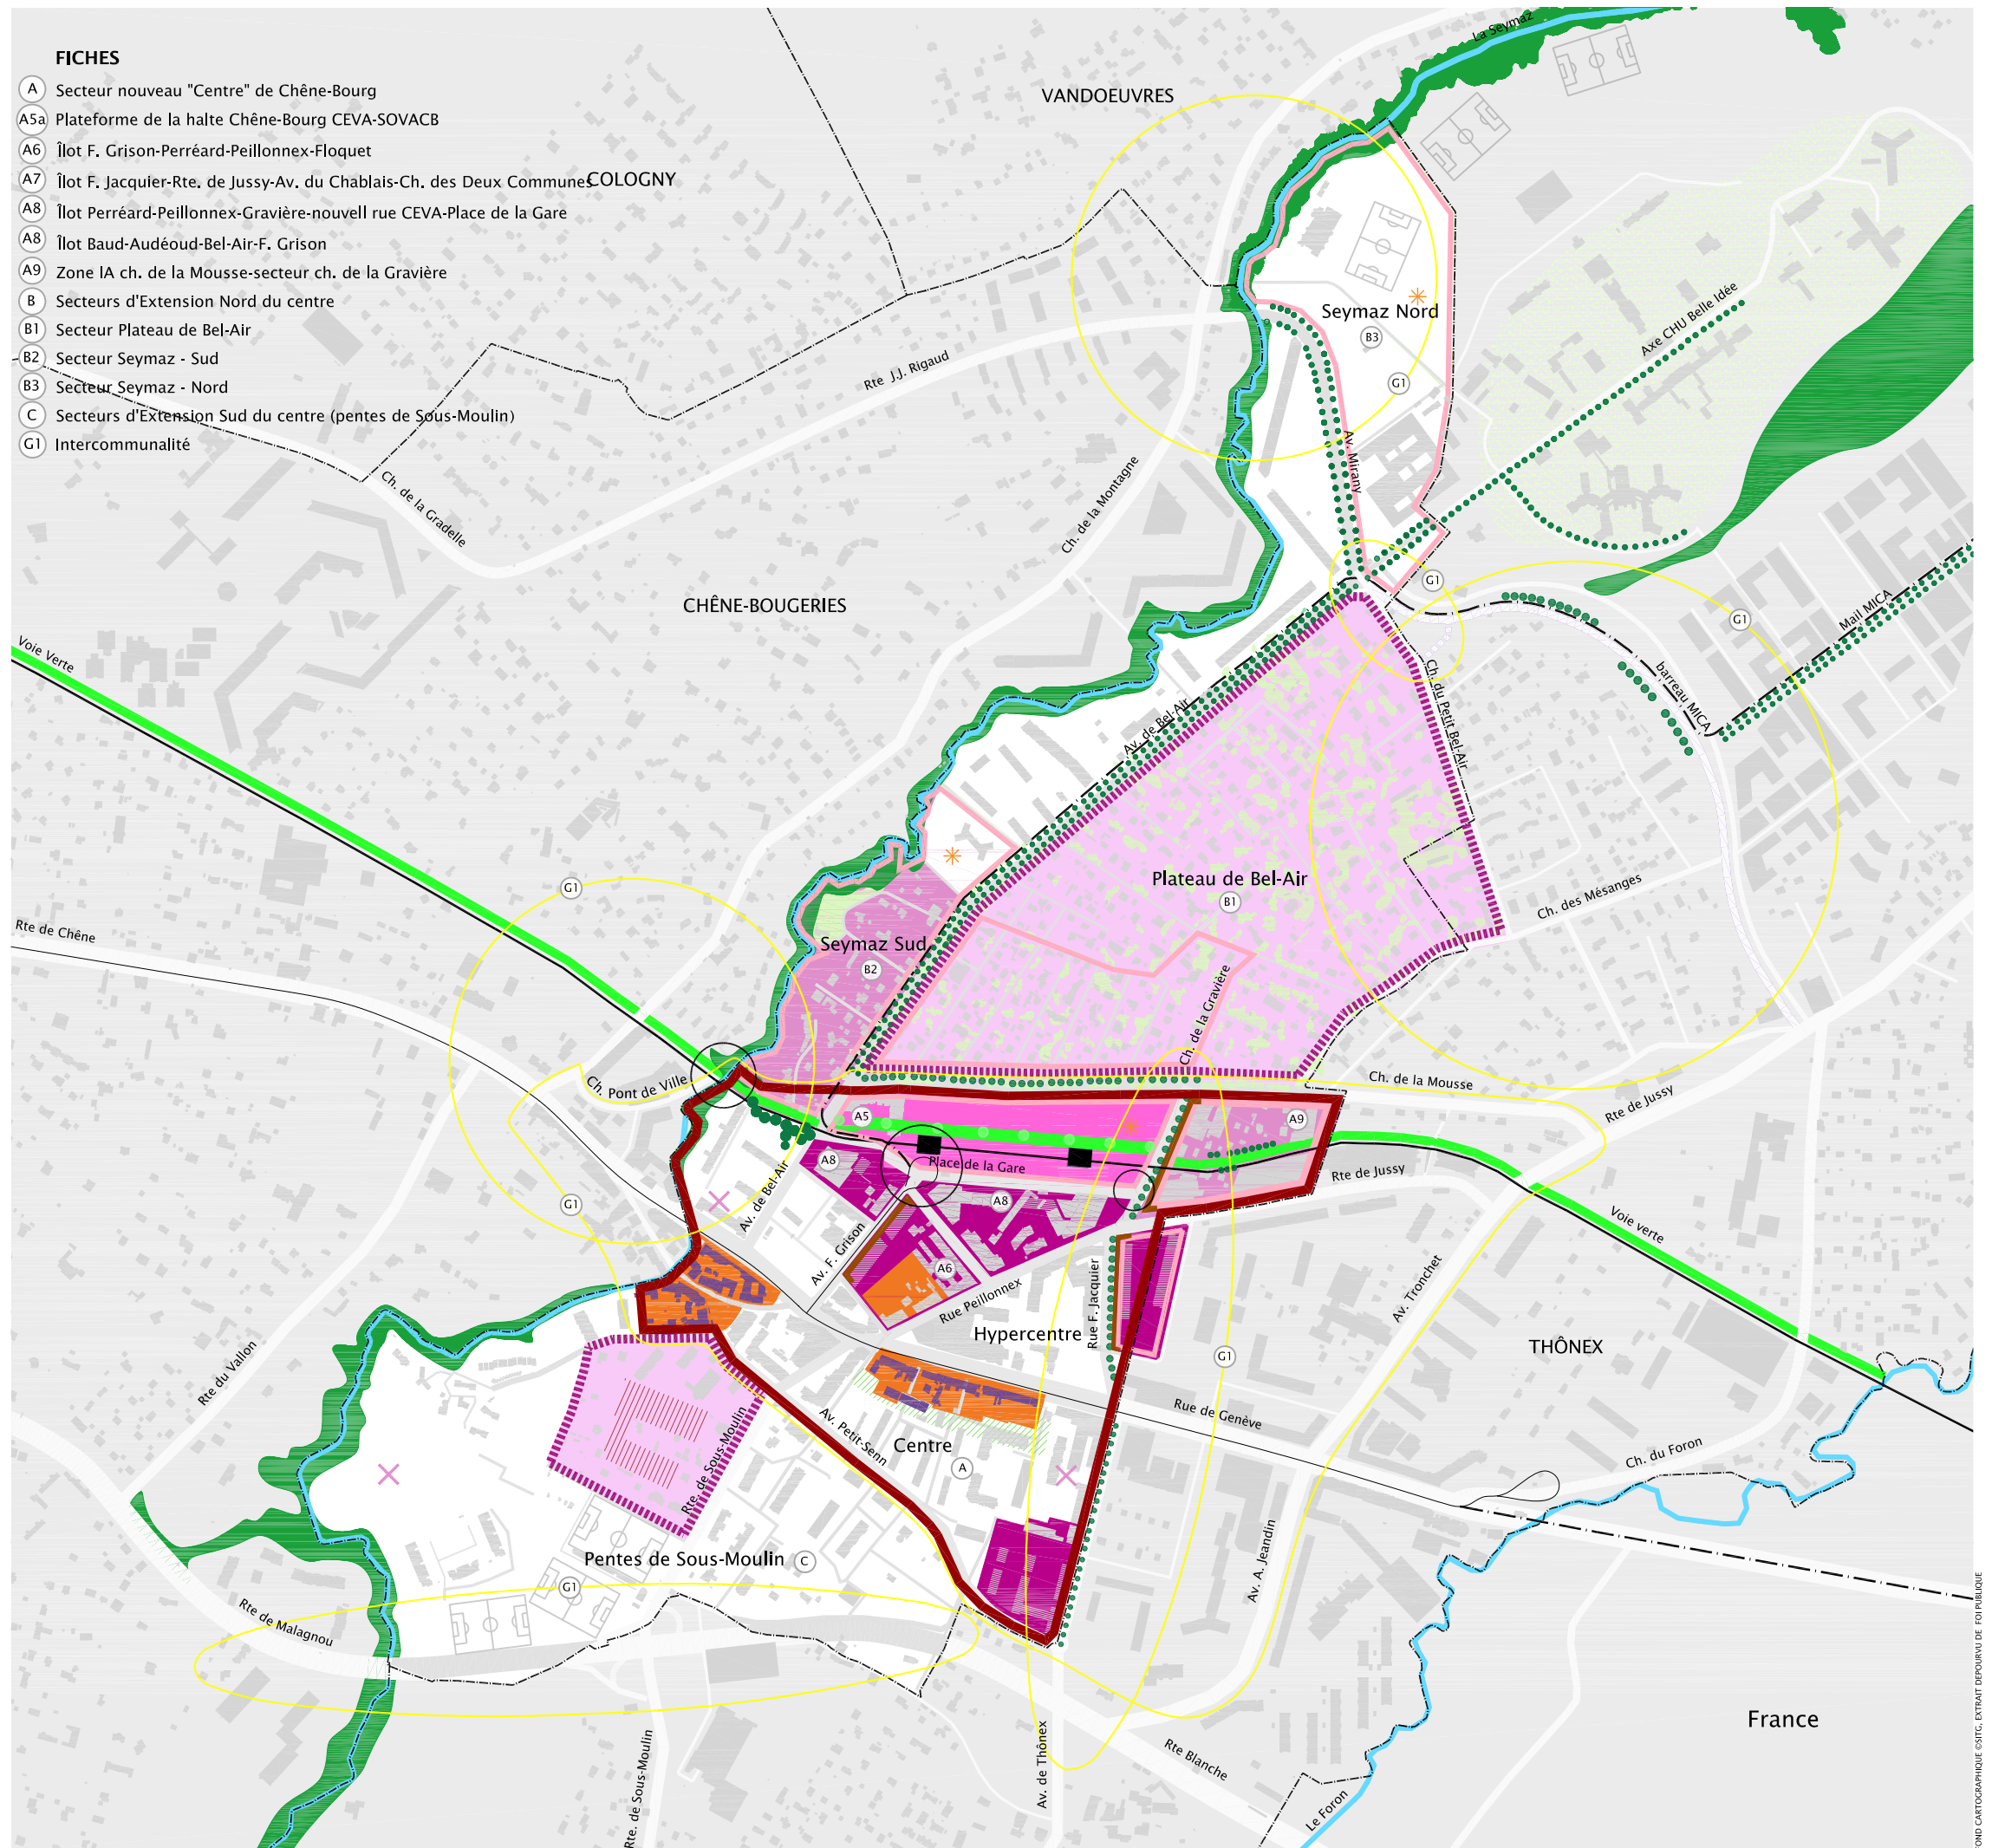 FICHES
A Secteur nouveau "Centre" de Chêne-Bourg
A5a Plateforme de la halte Chêne-Bourg CEVA-SOVACB
A6 Îlot F. Grison-Perréard-Peillonnex-Floquet
A7 Îlot F. Jacquier-Rte. de Jussy-Av. du Chablais-Ch. des Deux Communes
A8 Îlot Perréard-Peillonnex-Gravière-nouvell rue CEVA-Place de la Gare
A8 Îlot Baud-Audéoud-Bel-Air-F. Grison
A9 Zone IA ch. de la Mousse-secteur ch. de la Gravière
B Secteurs d'Extension Nord du centre
B1 Secteur Plateau de Bel-Air
B2 Secteur Seymaz - Sud
B3 Secteur Seymaz - Nord
C Secteurs d'Extension Sud du centre (pentes de Sous-Moulin)
G1 Intercommunalité
La Seymaz
VANDOEUVRES
COLOGNY
Seymaz Nord
B3
Axe CHU Belle Idée
Rte J.J. Rigaud
G1
Av. Mirany
Ch. de la Gradelle
Ch. de la Montagne
G1
CHÊNE-BOUGERIES
G1
Mail MICA
Voie Verte
barreau MICA
Ch. du Petit Bel-Air
Av. de Bel-Air
Plateau de Bel-Air
B1
G1
Ch. des Mésanges
Rte de Chêne
Seymaz Sud
B2
Ch. de la Gravière
Ch. Pont de Ville
Ch. de la Mousse
Rte de Jussy
A5
A9
A8
Place de la Gare
Rte de Jussy
Av. de Bel-Air
A8
G1
Voie verte
Av. F. Grison
A6
Rue Peillonnex
Rue F. Jacquier
Av. Tronchet
Hypercentre
THÔNEX
G1
Rte du Vallon
Rue de Genève
Av. Petit-Senn
Centre
A
Rte. de Sous-Moulin
Ch. du Foron
Pentes de Sous-Moulin C
G1
Av. A. Jeandin
Rte de Malagnou
France
Rte. de Sous-Moulin
Av. de Thônex
Rte Blanche
Le Foron
FOND CARTOGRAPHIQUE ©SITG, EXTRAIT DEPOURVU DE FOI PUBLIQUE